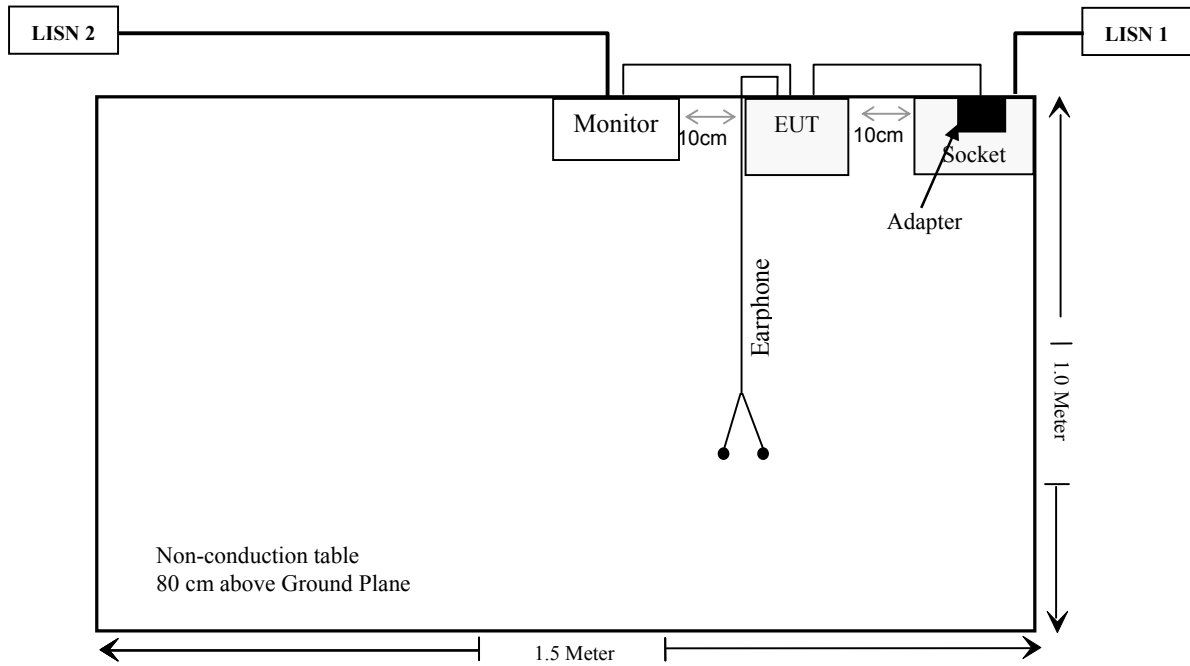 LISN 2
LISN 1
Monitor
10cm
EUT
10cm
Socket
Adapter
Earphone
1.0 Meter
Non-conduction table
80 cm above Ground Plane
1.5 Meter